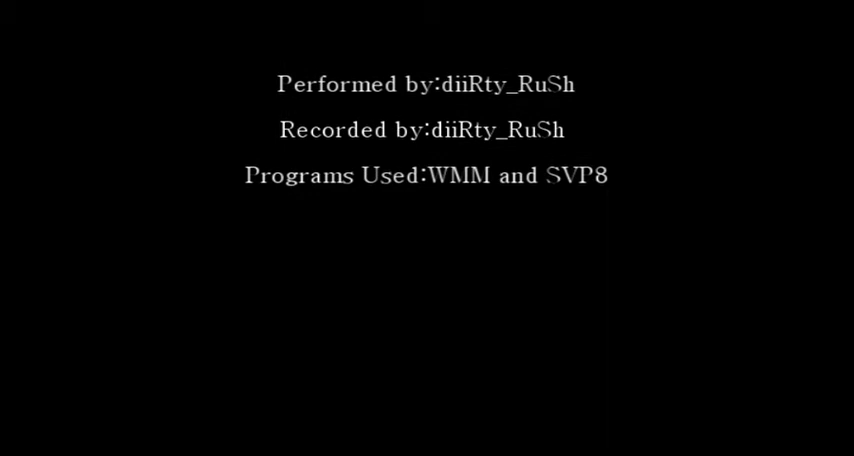 Performed by:diiRty_RuSh
Recorded by:diiRty_RuSh
Programs Used:WMM and SVP8